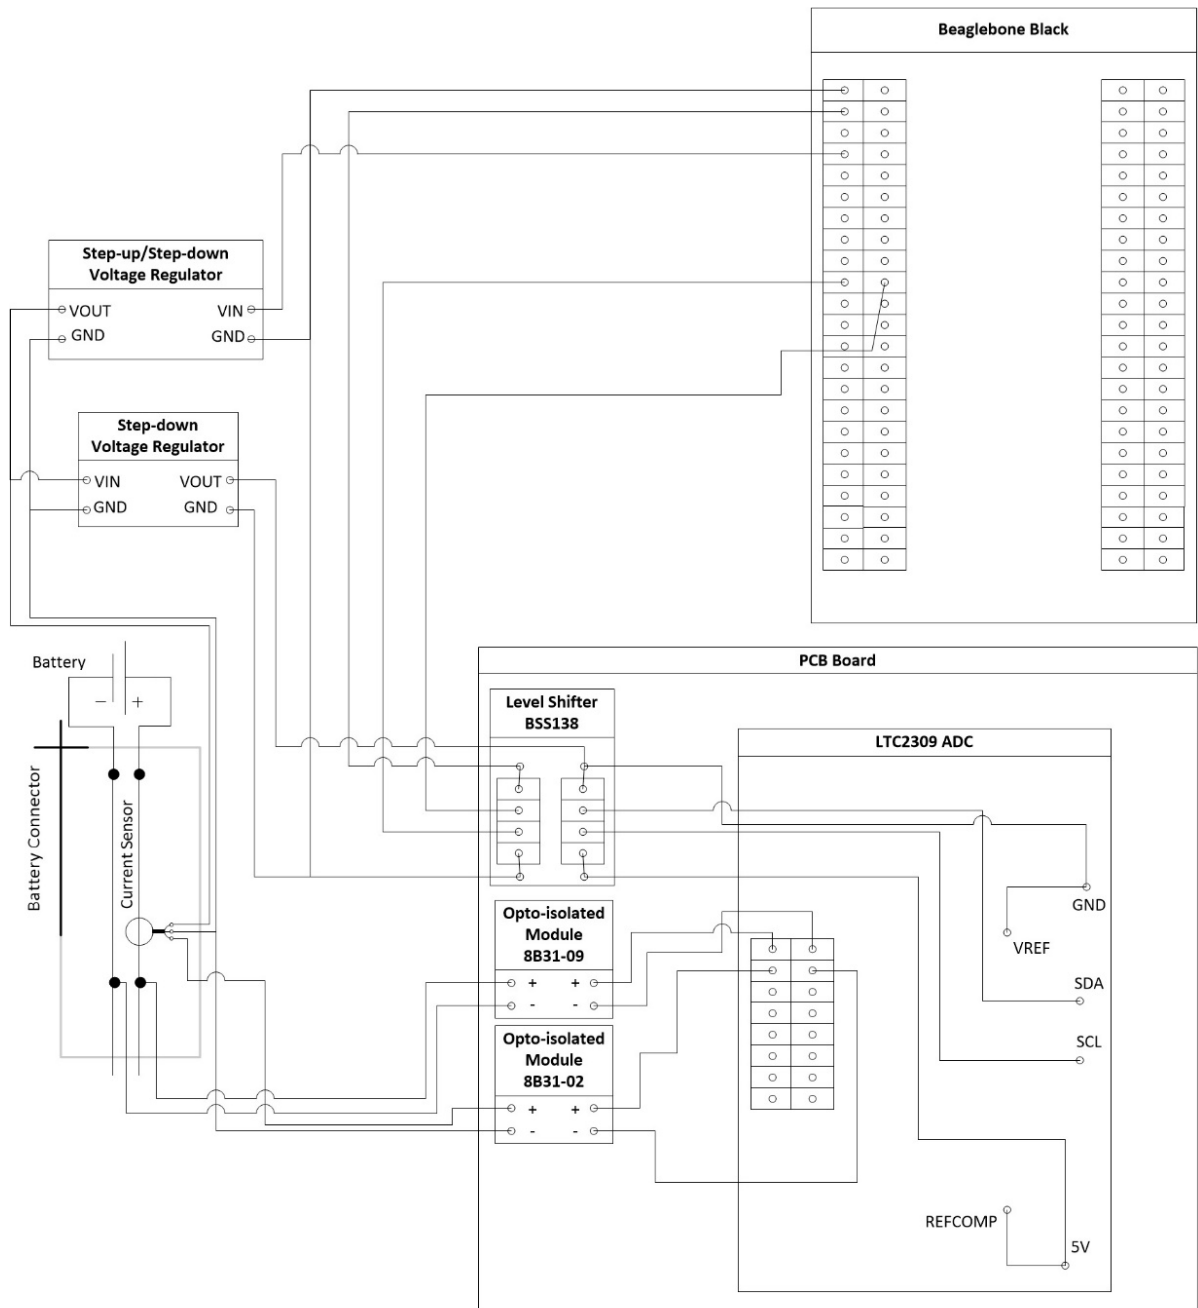 Beaglebone Black
Step-up/Step-down
Voltage Regulator
VOUT
VIN
GND
GND
Step-down
Voltage Regulator
VIN
VOUT
GND
GND
Battery
− +
Battery Connector
Current Sensor
PCB Board
Level Shifter
BSS138
LTC2309 ADC
GND
VREF
SDA
SCL
REFCOMP
5V
Opto-isolated
Module
8B31-09
+ +
- -
Opto-isolated
Module
8B31-02
+ +
- -